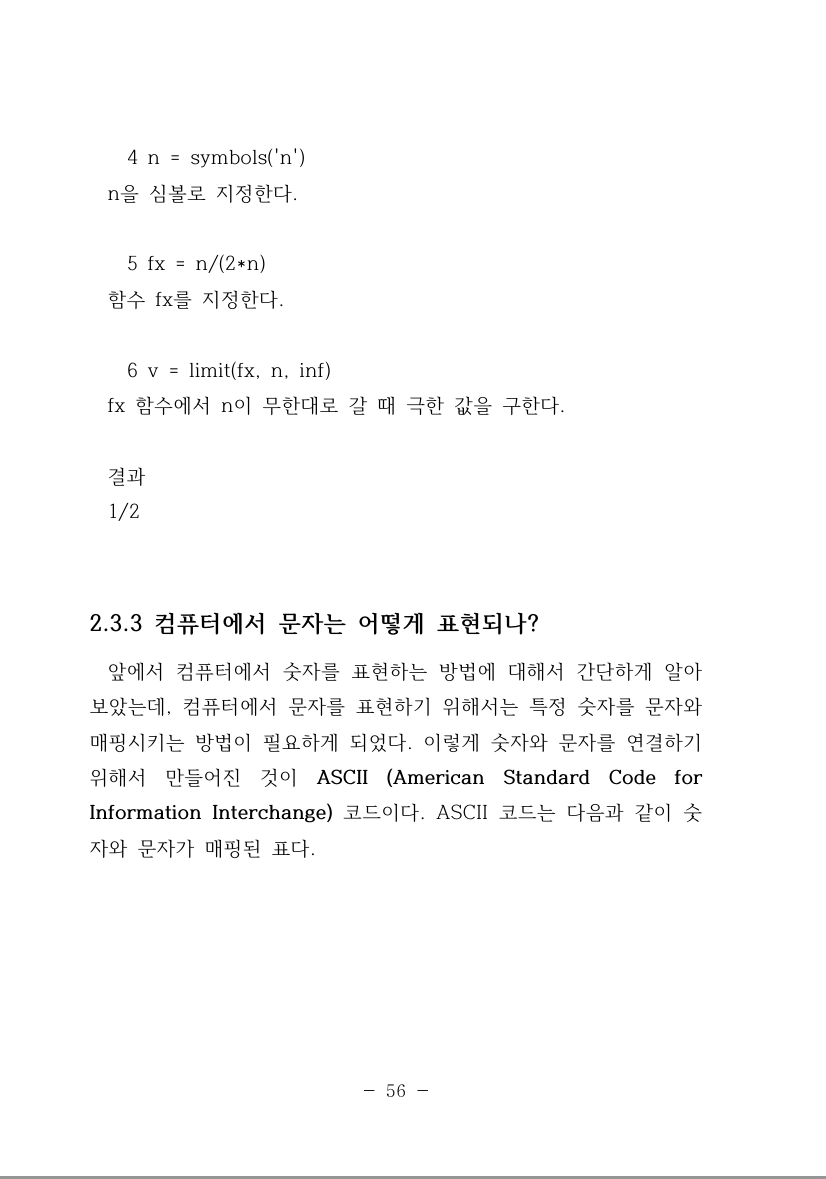 4 n = symbols('n')
n을 심볼로 지정한다.
5 fx = n/(2*n)
함수 fx를 지정한다.
6 v = limit(fx, n, inf)
fx 함수에서 n이 무한대로 갈 때 극한 값을 구한다.
결과
1/2
2.3.3 컴퓨터에서 문자는 어떻게 표현되나?
앞에서 컴퓨터에서 숫자를 표현하는 방법에 대해서 간단하게 알아
보았는데, 컴퓨터에서 문자를 표현하기 위해서는 특정 숫자를 문자와
매핑시키는 방법이 필요하게 되었다. 이렇게 숫자와 문자를 연결하기
위해서 만들어진 것이 ASCII (American Standard Code for
Information Interchange) 코드이다. ASCII 코드는 다음과 같이 숫
자와 문자가 매핑된 표다.
- 56 -